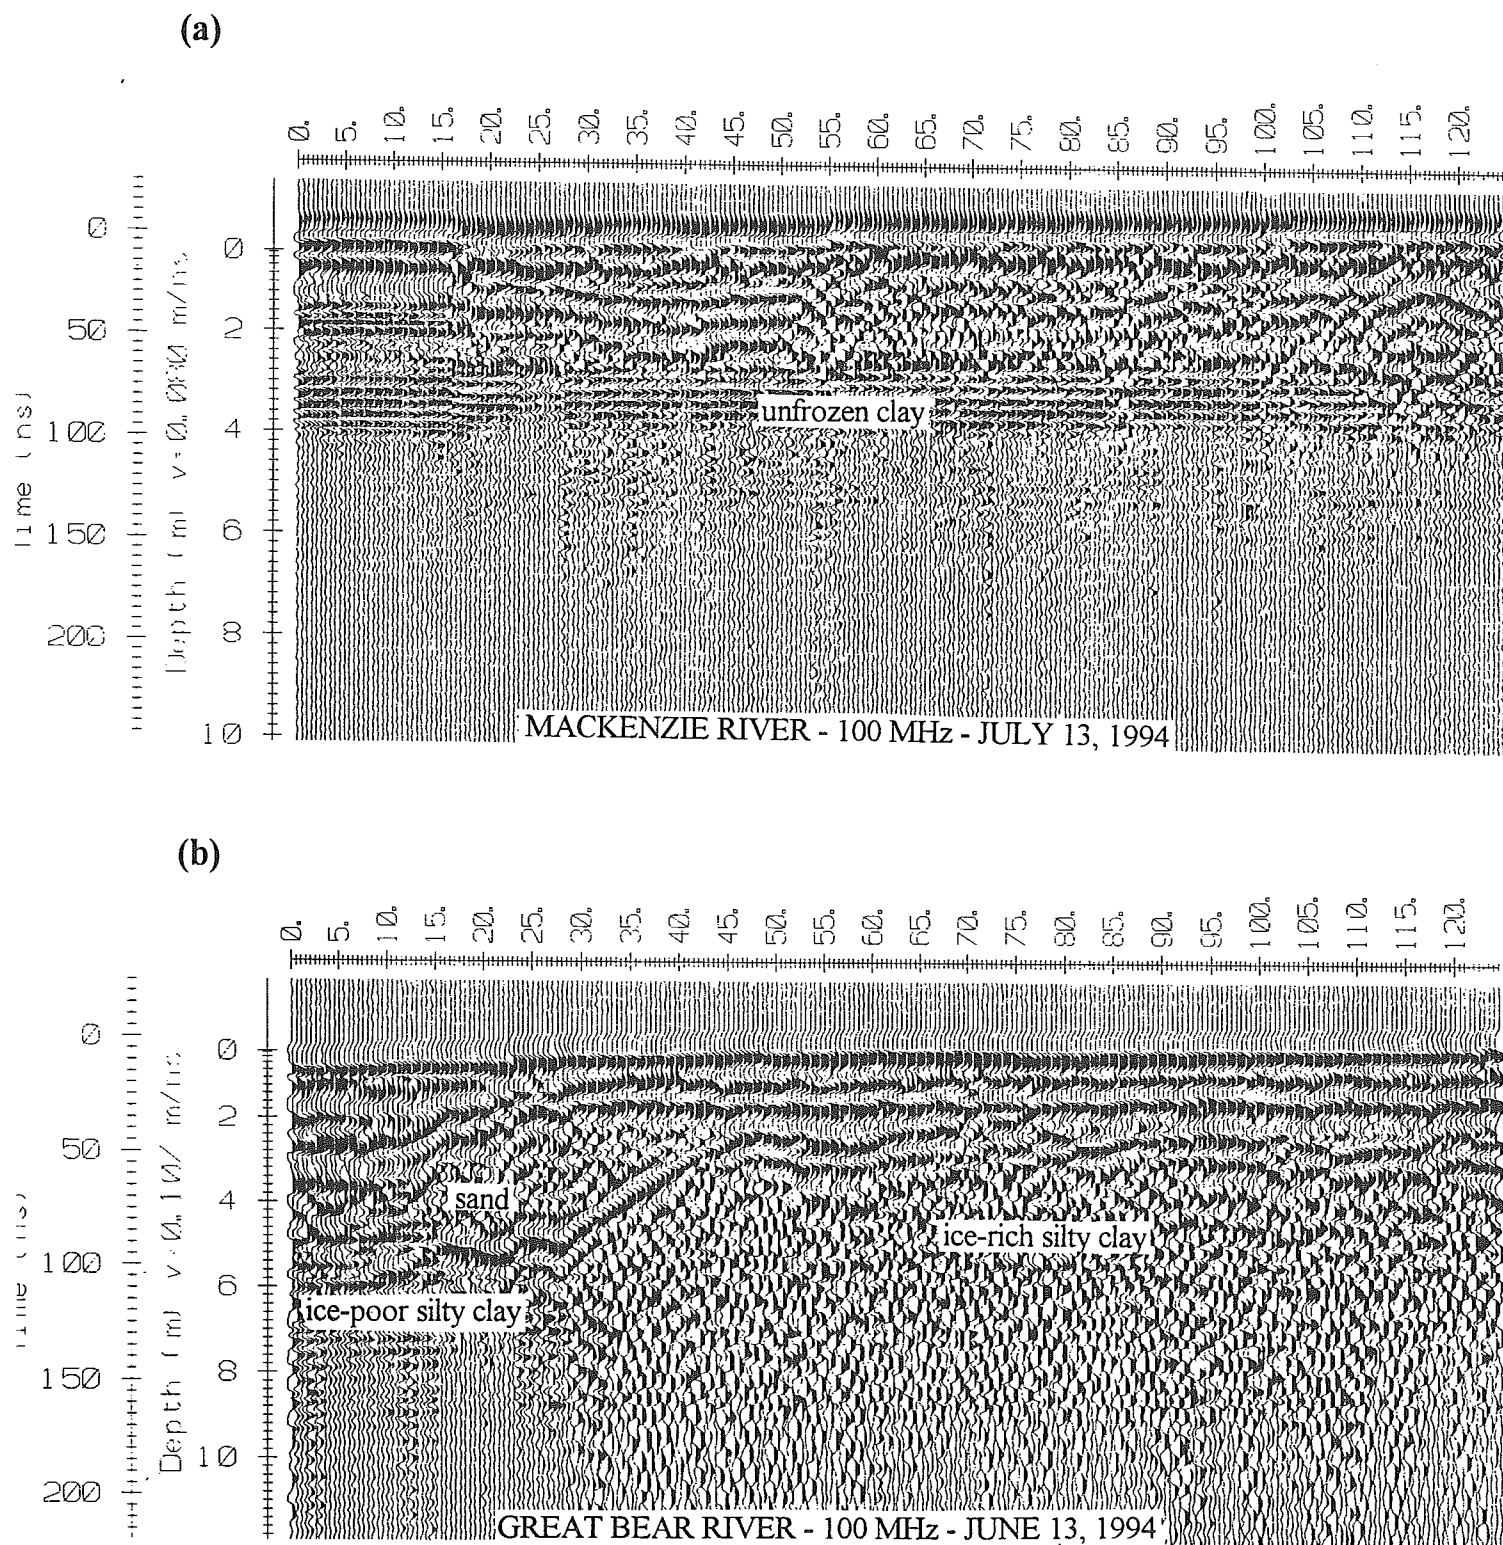 (a)
0. 5. 10. 15. 20. 25. 30. 35. 40. 45. 50. 55. 60. 65. 70. 75. 80. 85. 90. 95. 100. 105. 110. 115. 120.
0
50
100
150
200
Time (ns)
0
2
4
6
8
10
Depth (m)
unfrozen clay
MACKENZIE RIVER - 100 MHz - JULY 13, 1994
(b)
0. 5. 10. 15. 20. 25. 30. 35. 40. 45. 50. 55. 60. 65. 70. 75. 80. 85. 90. 95. 100. 105. 110. 115. 120.
0
50
100
150
200
0
2
4
6
8
10
Depth (m)
sand
ice-rich silty clay
ice-poor silty clay
GREAT BEAR RIVER - 100 MHz - JUNE 13, 1994